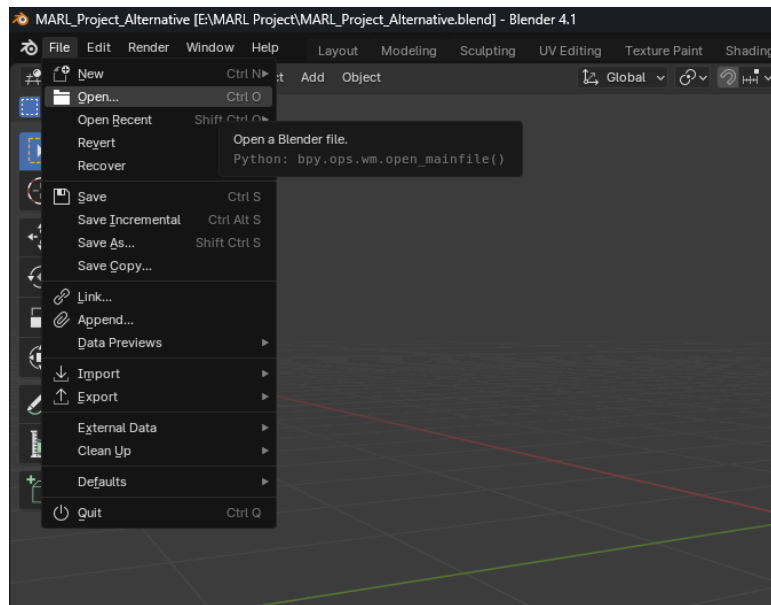 MARL_Project_Alternative [E:\MARL Project\MARL_Project_Alternative.blend] - Blender 4.1
File Edit Render Window Help Layout Modeling Sculpting UV Editing Texture Paint Shading
Add Object Global
New Ctrl N
Open... Ctrl O
Open Recent Shift Ctrl O
Revert
Recover
Open a Blender file.
Python: bpy.ops.wm.open_mainfile()
Save Ctrl S
Save Incremental Ctrl Alt S
Save As... Shift Ctrl S
Save Copy...
Link...
Append...
Data Previews
Import
Export
External Data
Clean Up
Defaults
Quit Ctrl Q